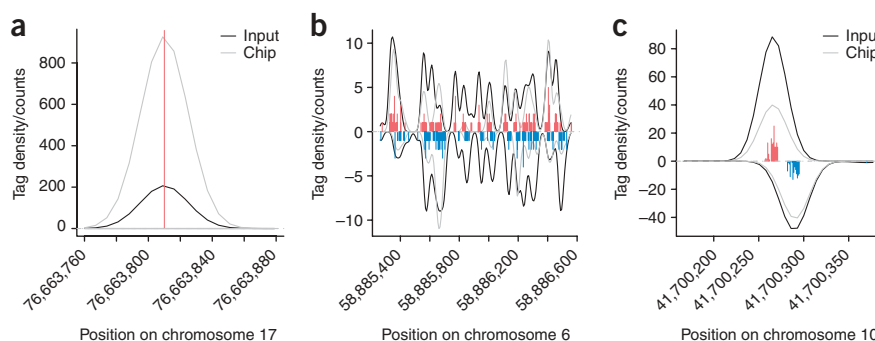 a
Input
Chip
Tag density/counts
800
600
400
200
0
76,663,760
76,663,800
76,663,840
76,663,880
Position on chromosome 17
b
Tag density/counts
10
5
0
−5
−10
58,885,400
58,885,800
58,886,200
58,886,600
Position on chromosome 6
c
Input
Chip
Tag density/counts
80
60
40
20
0
−20
−40
41,700,200
41,700,250
41,700,300
41,700,350
Position on chromosome 10